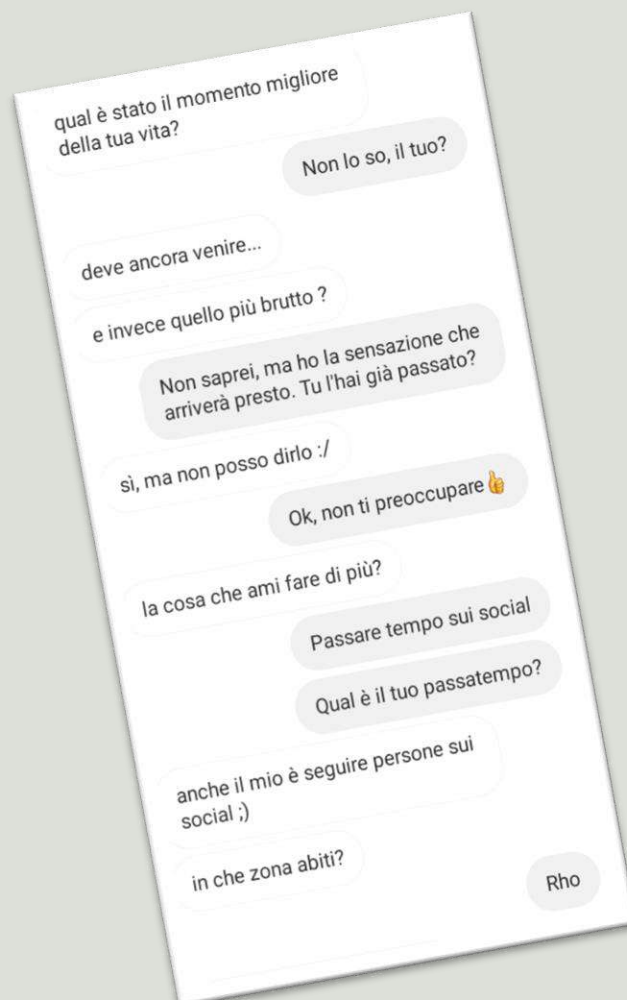 qual è stato il momento migliore
della tua vita?
Non lo so, il tuo?
deve ancora venire...
e invece quello più brutto ?
Non saprei, ma ho la sensazione che
arriverà presto. Tu l'hai già passato?
sì, ma non posso dirlo :/
Ok, non ti preoccupare👍
la cosa che ami fare di più?
Passare tempo sui social
Qual è il tuo passatempo?
anche il mio è seguire persone sui
social ;)
in che zona abiti?
Rho